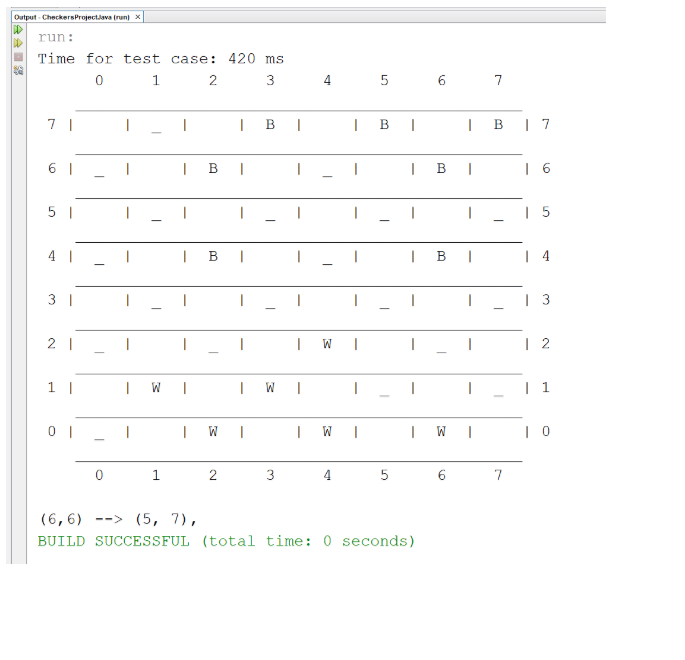 Output - CheckersProjectJava (run) ×
run:
Time for test case: 420 ms
0 1 2 3 4 5 6 7
7 | | _ | | B | | B | | B | 7
6 | _ | | B | | _ | | B | | 6
5 | | _ | | _ | | _ | | _ | 5
4 | _ | | B | | _ | | B | | 4
3 | | _ | | _ | | _ | | _ | 3
2 | _ | | _ | | W | | _ | | 2
1 | | W | | W | | _ | | _ | 1
0 | _ | | W | | W | | W | | 0
0 1 2 3 4 5 6 7
(6,6) --> (5, 7),
BUILD SUCCESSFUL (total time: 0 seconds)